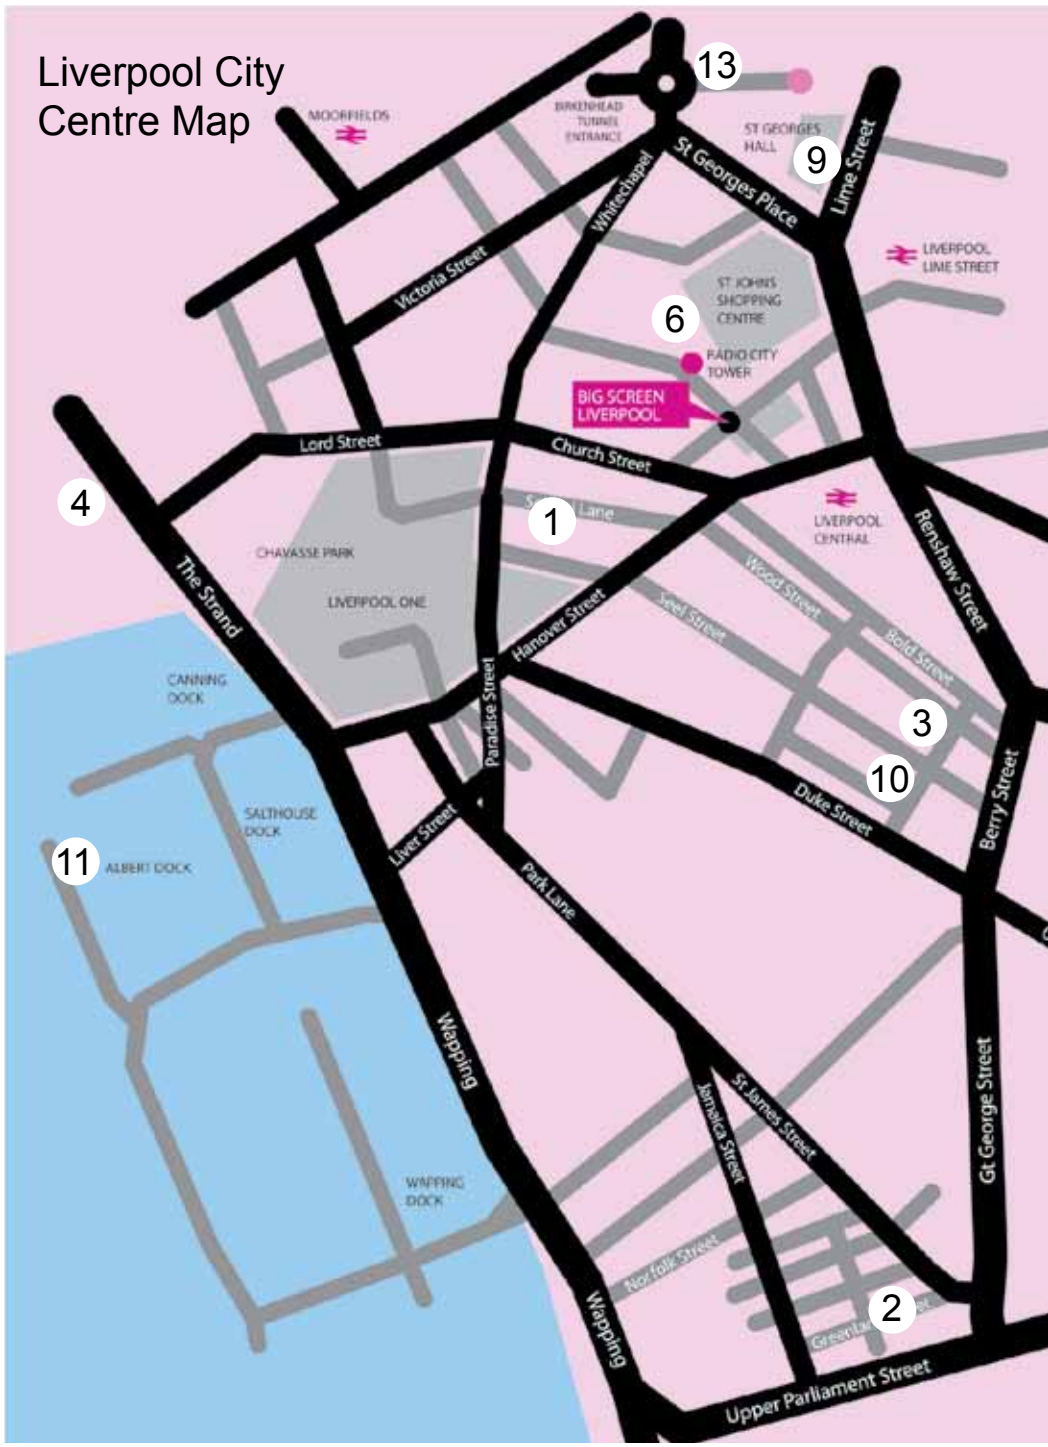 Liverpool City
Centre Map
13
MOORFIELDS
BIRKENHEAD
TUNNEL
ENTRANCE
ST GEORGES
HALL
9
Lime Street
St Georges Place
Whitechapel
Victoria Street
LIVERPOOL
LIME STREET
ST JOHNS
SHOPPING
CENTRE
6
RADIO CITY
TOWER
BIG SCREEN
LIVERPOOL
Lord Street
Church Street
4
1
Lane
LIVERPOOL
CENTRAL
Renshaw Street
CHAVASSE PARK
The Strand
LIVERPOOL ONE
Hanover Street
Wood Street
Seel Street
Bold Street
CANNING
DOCK
Paradise Street
3
10
Berry Street
Duke Street
SALTHOUSE
DOCK
Liver Street
11
ALBERT DOCK
Park Lane
Wapping
Gt George Street
St James Street
Jamaica Street
WAPPING
DOCK
Norfolk Street
2
Wapping
Upper Parliament Street